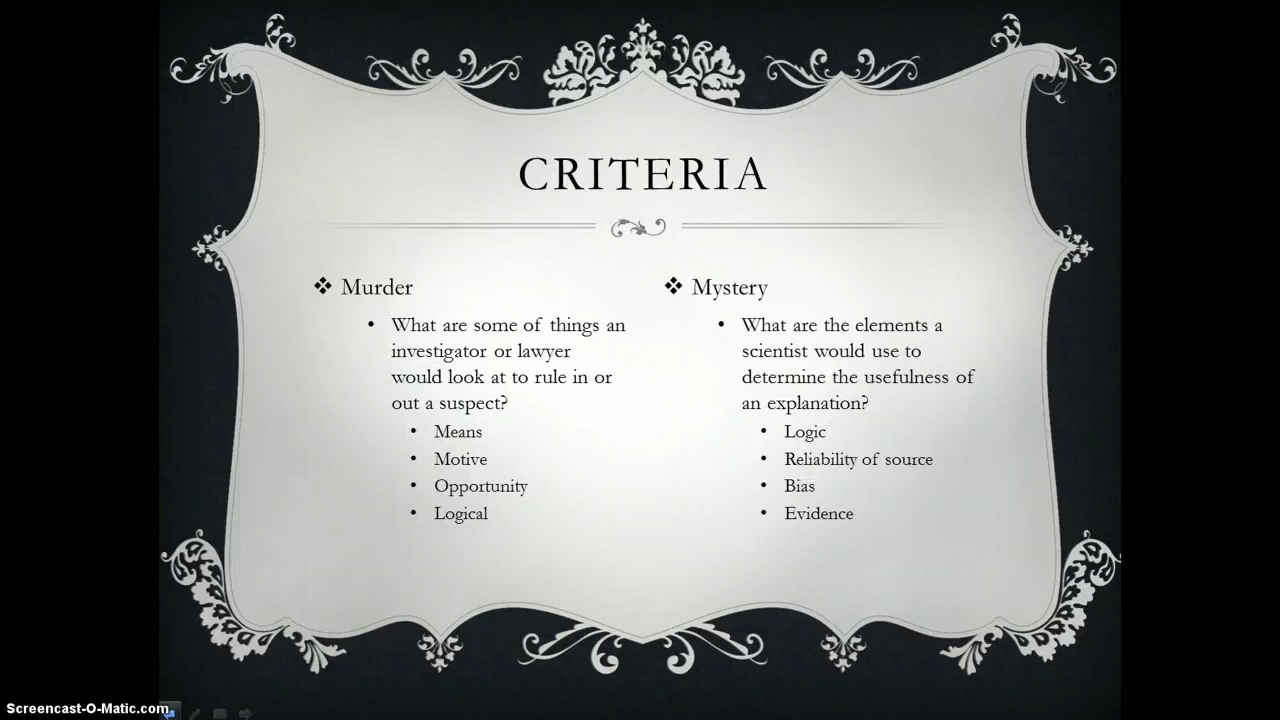 CRITERIA
❖ Murder
• What are some of things an
investigator or lawyer
would look at to rule in or
out a suspect?
• Means
• Motive
• Opportunity
• Logical
❖ Mystery
• What are the elements a
scientist would use to
determine the usefulness of
an explanation?
• Logic
• Reliability of source
• Bias
• Evidence
Screencast-O-Matic.com